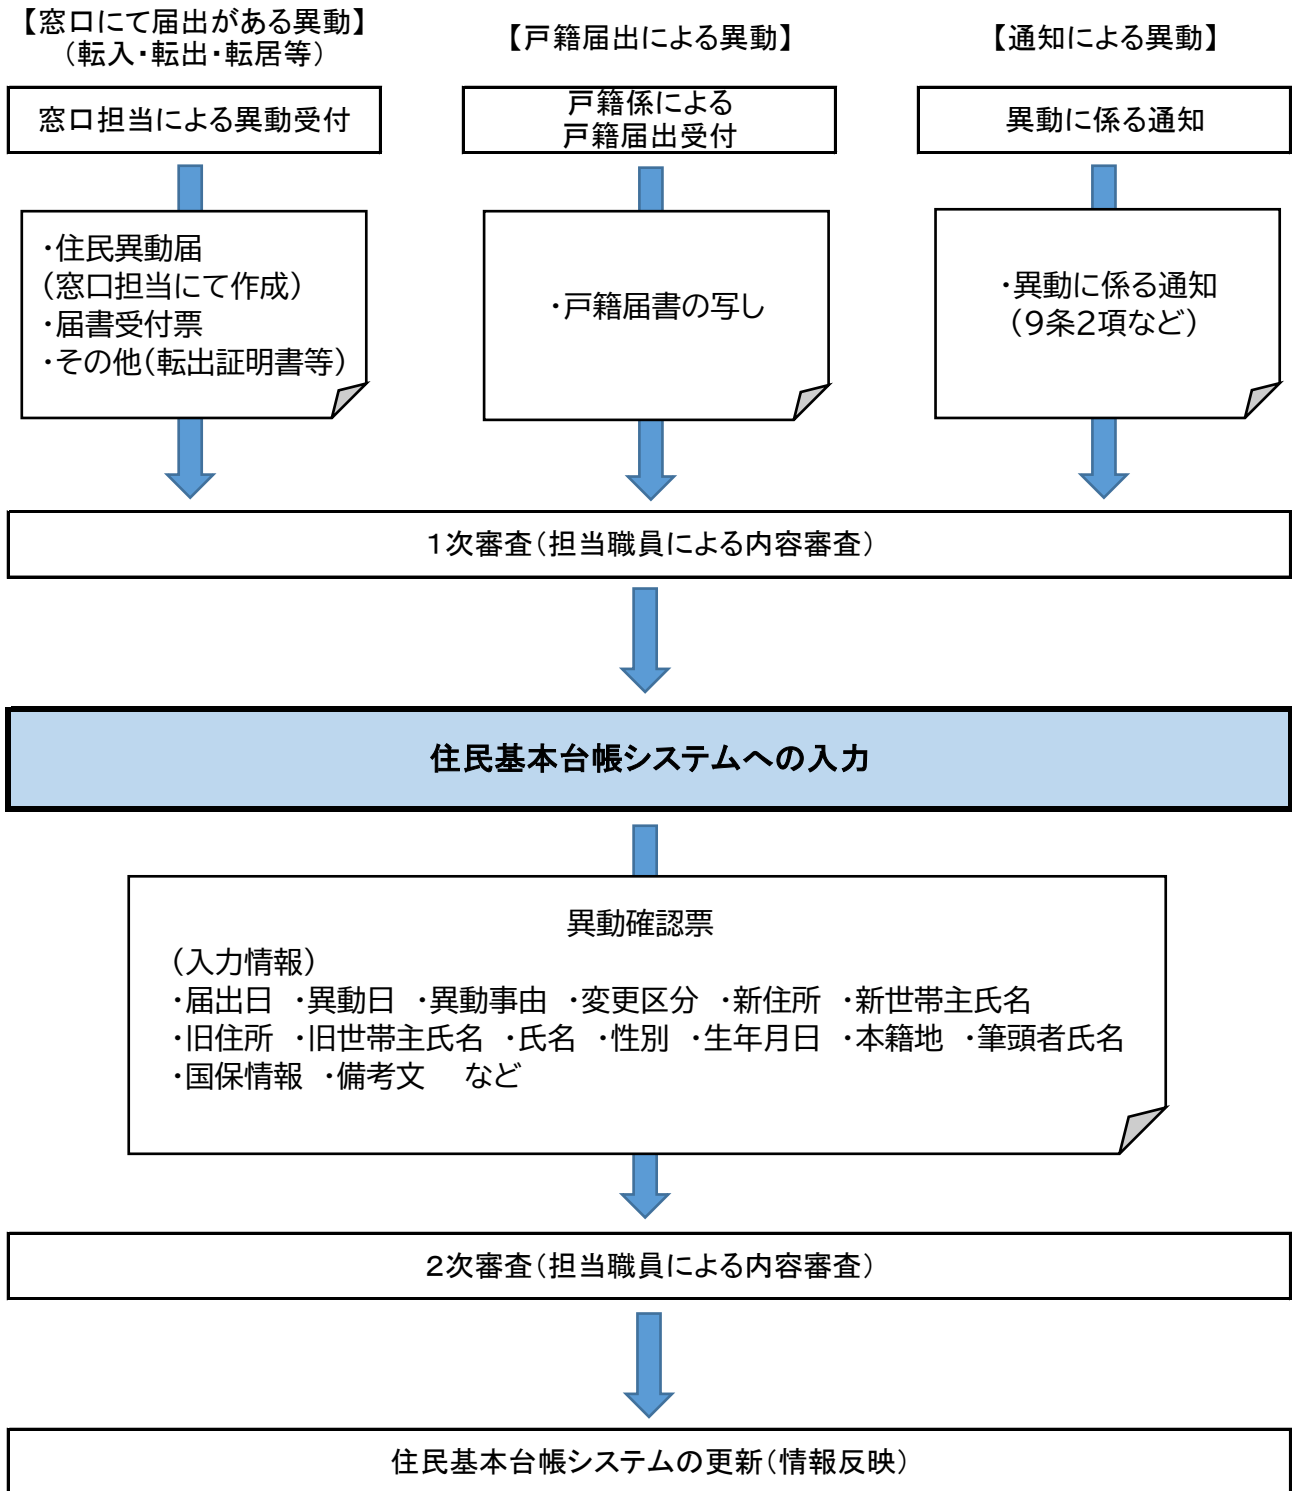 【窓口にて届出がある異動】
（転入・転出・転居等）
【戸籍届出による異動】
【通知による異動】
窓口担当による異動受付
戸籍係による
戸籍届出受付
異動に係る通知
・住民異動届
（窓口担当にて作成）
・届書受付票
・その他（転出証明書等）
・戸籍届書の写し
・異動に係る通知
（9条2項など）
1次審査（担当職員による内容審査）
住民基本台帳システムへの入力
異動確認票
（入力情報）
・届出日 ・異動日 ・異動事由 ・変更区分 ・新住所 ・新世帯主氏名
・旧住所 ・旧世帯主氏名 ・氏名 ・性別 ・生年月日 ・本籍地 ・筆頭者氏名
・国保情報 ・備考文 など
2次審査（担当職員による内容審査）
住民基本台帳システムの更新（情報反映）